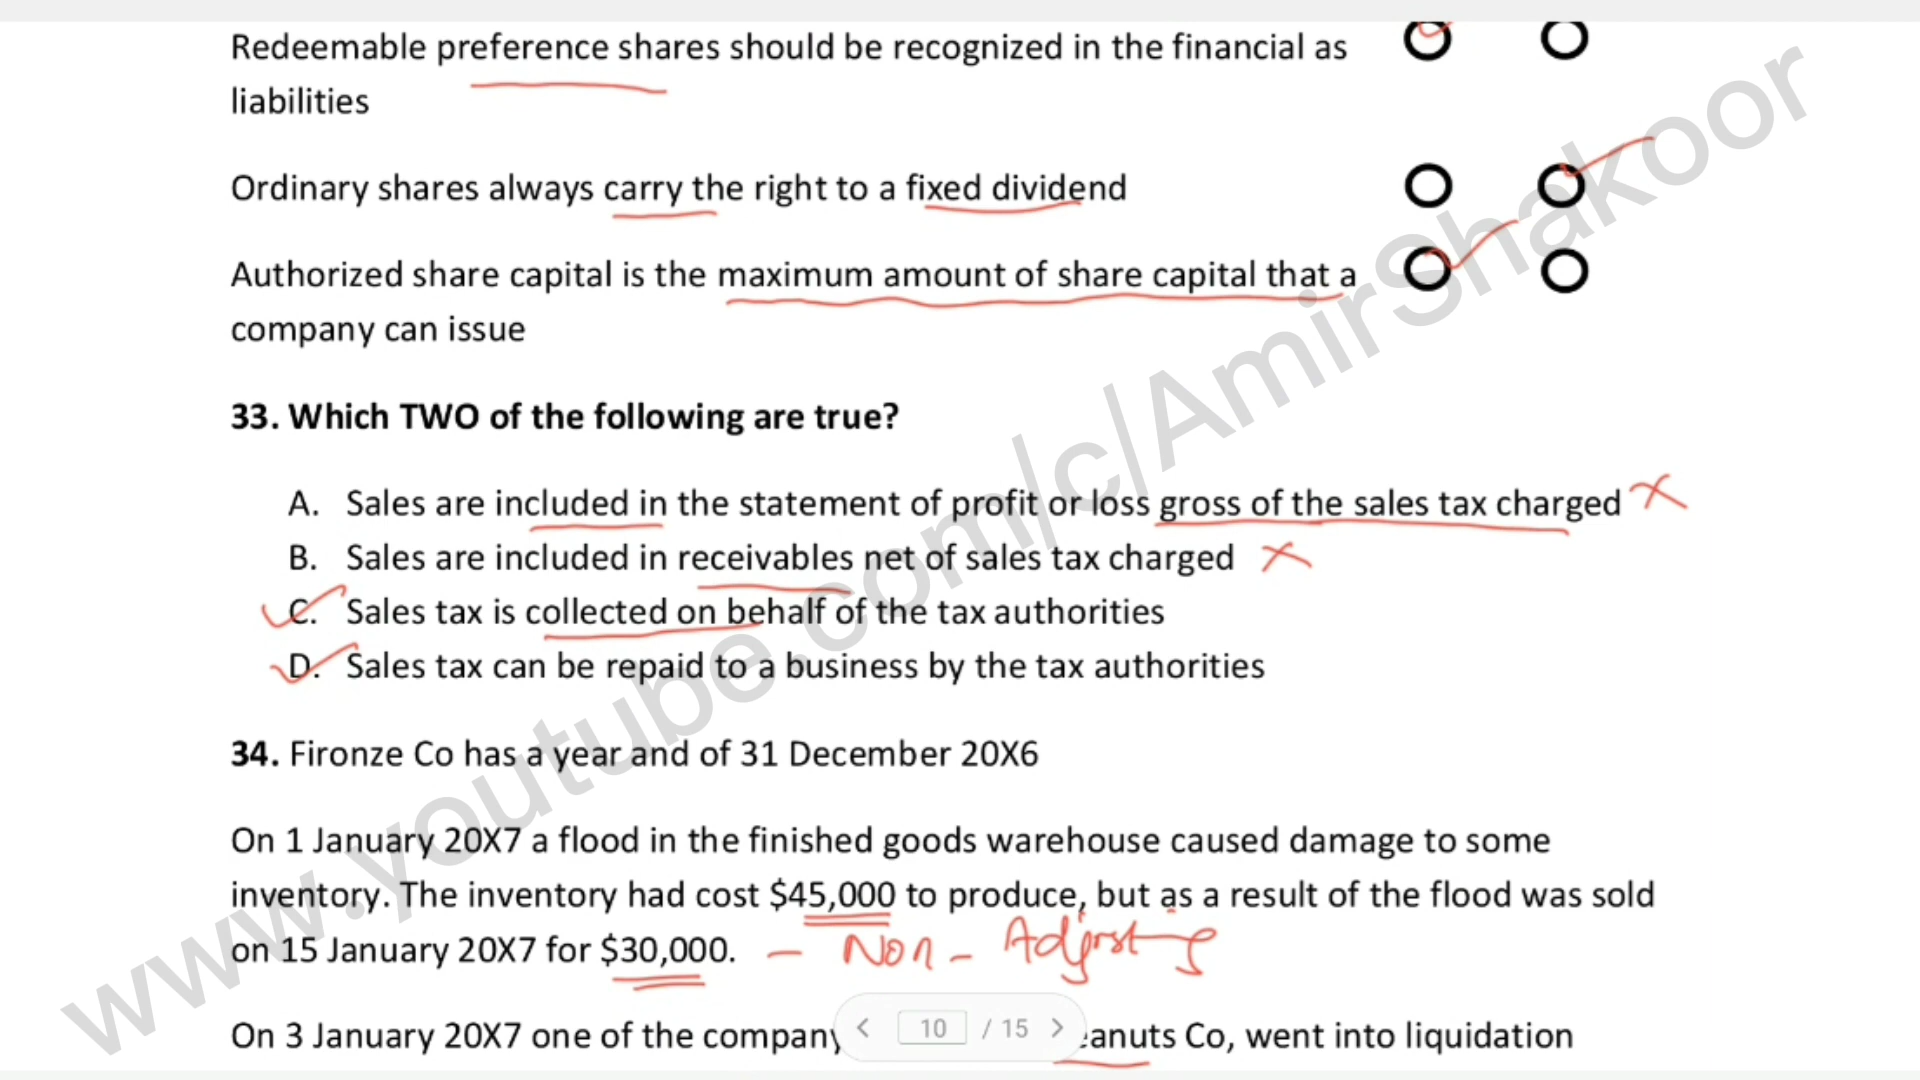 Redeemable preference shares should be recognized in the financial as
liabilities
Ordinary shares always carry the right to a fixed dividend
Authorized share capital is the maximum amount of share capital that a
company can issue
33. Which TWO of the following are true?
A. Sales are included in the statement of profit or loss gross of the sales tax charged
B. Sales are included in receivables net of sales tax charged
C. Sales tax is collected on behalf of the tax authorities
D. Sales tax can be repaid to a business by the tax authorities
34. Fironze Co has a year and of 31 December 20X6
On 1 January 20X7 a flood in the finished goods warehouse caused damage to some
inventory. The inventory had cost $45,000 to produce, but as a result of the flood was sold
on 15 January 20X7 for $30,000. - Non - Adjusting
On 3 January 20X7 one of the company eanuts Co, went into liquidation
< 10 / 15 >
www.youtube.com/c/AmirShakoor